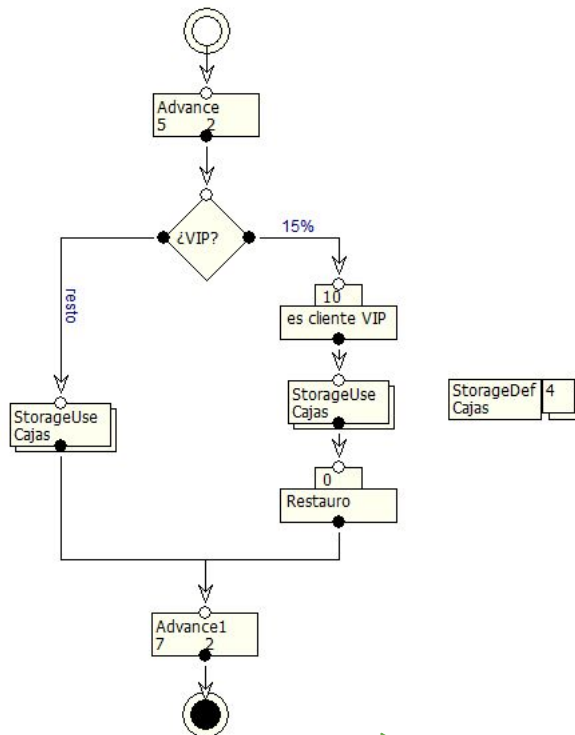 Advance
5 2
¿VIP?
15%
resto
10
es cliente VIP
StorageUse
Cajas
StorageUse
Cajas
StorageDef 4
Cajas
0
Restauro
Advance1
7 2